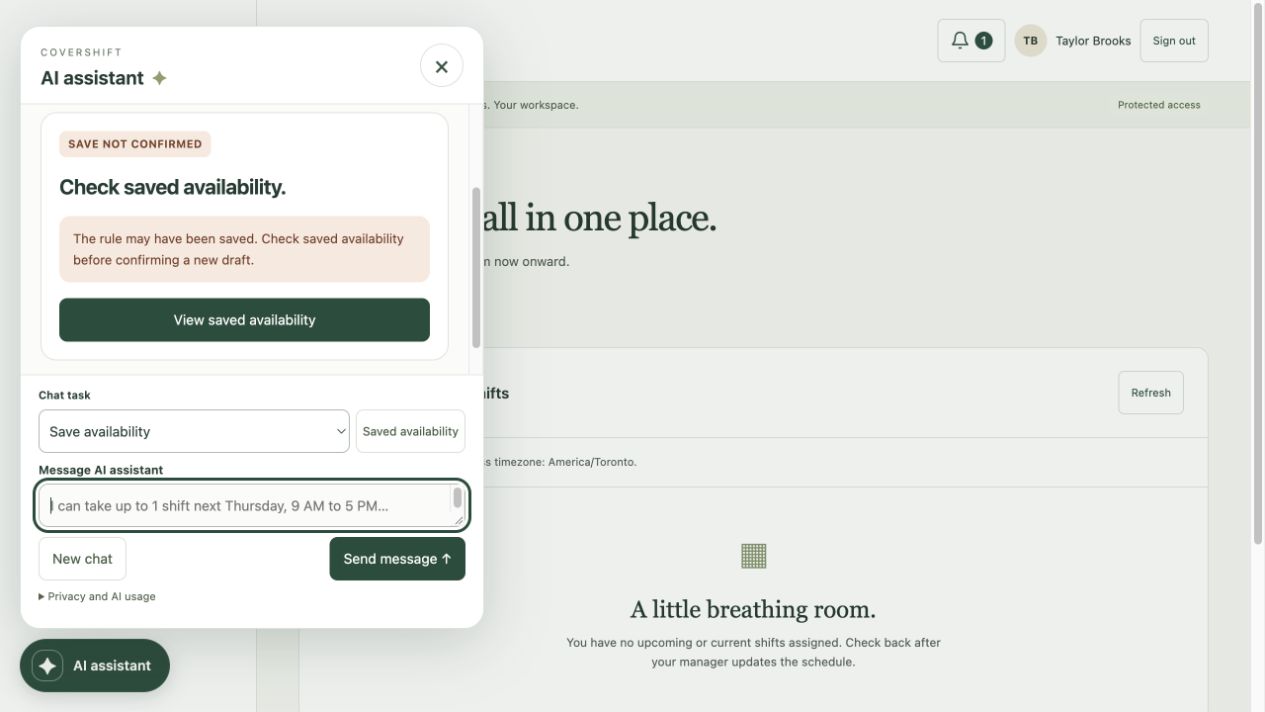 COVERSHIFT
AI assistant
SAVE NOT CONFIRMED
Check saved availability.
The rule may have been saved. Check saved availability
before confirming a new draft.
View saved availability
Chat task
Save availability
Saved availability
Message AI assistant
I can take up to 1 shift next Thursday, 9 AM to 5 PM...
New chat
Send message ↑
Privacy and AI usage
AI assistant
1
TB
Taylor Brooks
Sign out
s. Your workspace.
Protected access
all in one place.
m now onward.
ifts
Refresh
s timezone: America/Toronto.
A little breathing room.
You have no upcoming or current shifts assigned. Check back after
your manager updates the schedule.